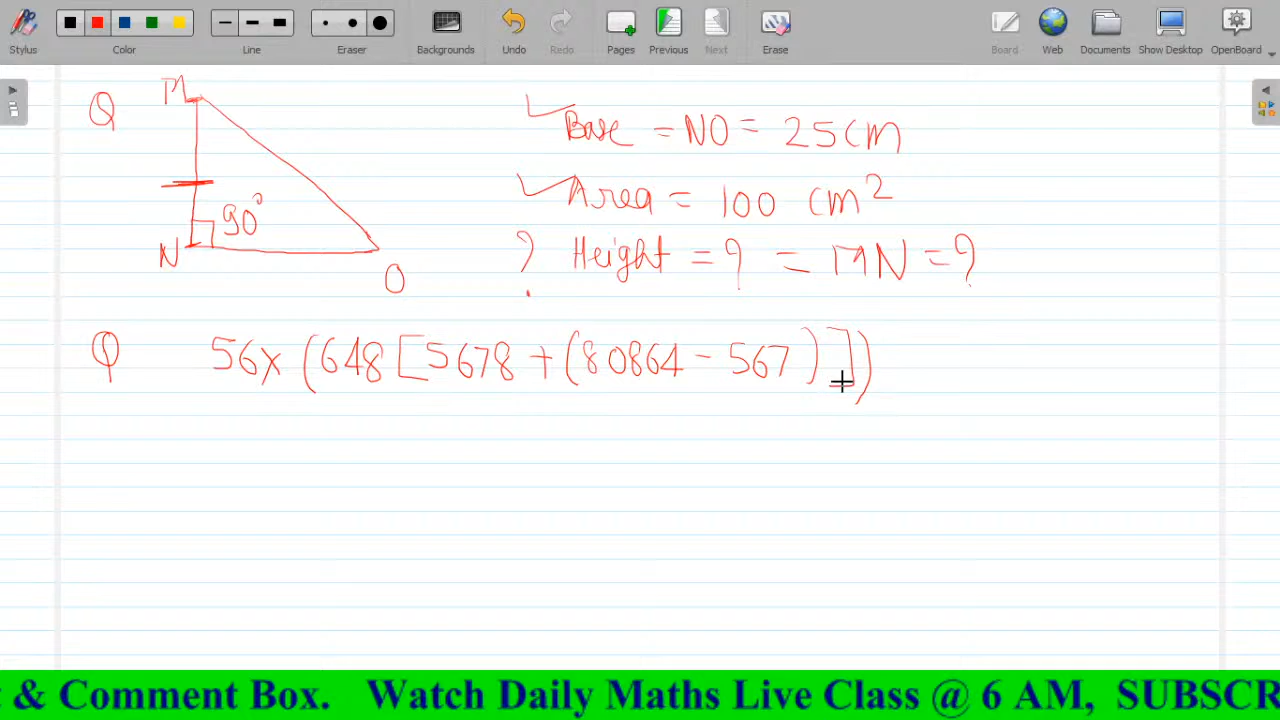 Stylus Color Line Eraser Backgrounds Undo Redo Pages Previous Next Erase Board Web Documents Show Desktop OpenBoard
Q
M
90°
N
O
Base = NO = 25 cm
Area = 100 cm²
? Height = ? = MN = ?
Q 56x (648 [5678 + (80864 - 567)])
t & Comment Box. Watch Daily Maths Live Class @ 6 AM, SUBSCR